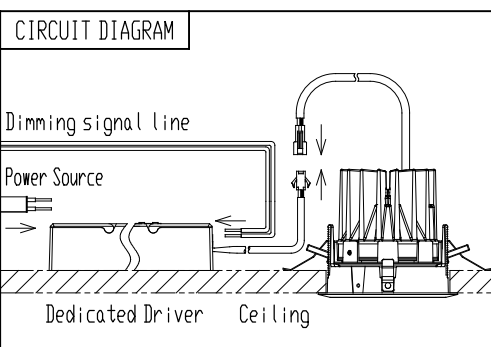 CIRCUIT DIAGRAM
Dimming signal line
Power Source
Dedicated Driver
Ceiling